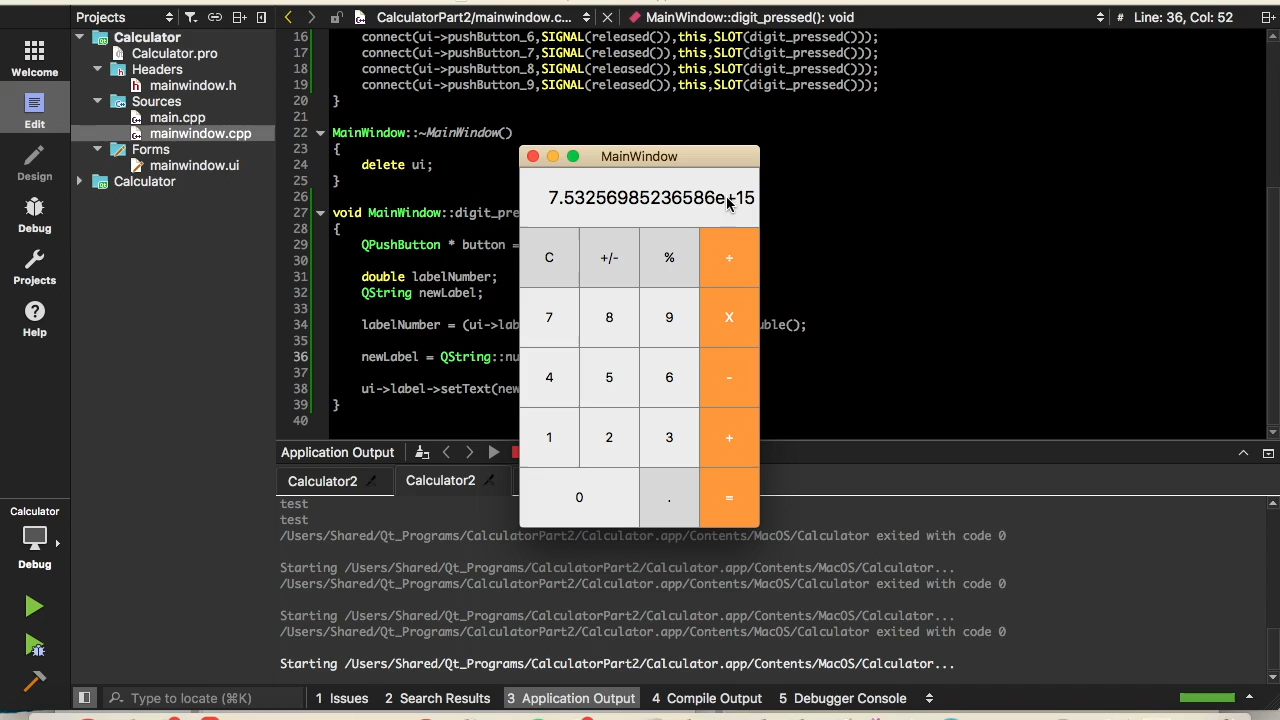 Projects
CalculatorPart2/mainwindow.c...
MainWindow::digit_pressed(): void
# Line: 36, Col: 52
Welcome
Edit
Design
Debug
Projects
Help
Calculator
Debug
Calculator
Calculator.pro
Headers
mainwindow.h
Sources
main.cpp
mainwindow.cpp
Forms
mainwindow.ui
Calculator
16 connect(ui->pushButton_6,SIGNAL(released()),this,SLOT(digit_pressed()));
17 connect(ui->pushButton_7,SIGNAL(released()),this,SLOT(digit_pressed()));
18 connect(ui->pushButton_8,SIGNAL(released()),this,SLOT(digit_pressed()));
19 connect(ui->pushButton_9,SIGNAL(released()),this,SLOT(digit_pressed()));
20 }
21
22 MainWindow::~MainWindow()
23 {
24 delete ui;
25 }
26
27 void MainWindow::digit_pre
28 {
29 QPushButton * button =
30
31 double labelNumber;
32 QString newLabel;
33
34 labelNumber = (ui->lab uble();
35
36 newLabel = QString::nu
37
38 ui->label->setText(new
39 }
40
MainWindow
7.53256985236586e+15
C +/- % ÷
7 8 9 X
4 5 6 -
1 2 3 +
0 . =
Application Output
Calculator2 Calculator2
test
test
/Users/Shared/Qt_Programs/CalculatorPart2/Calculator.app/Contents/MacOS/Calculator exited with code 0
Starting /Users/Shared/Qt_Programs/CalculatorPart2/Calculator.app/Contents/MacOS/Calculator...
/Users/Shared/Qt_Programs/CalculatorPart2/Calculator.app/Contents/MacOS/Calculator exited with code 0
Starting /Users/Shared/Qt_Programs/CalculatorPart2/Calculator.app/Contents/MacOS/Calculator...
/Users/Shared/Qt_Programs/CalculatorPart2/Calculator.app/Contents/MacOS/Calculator exited with code 0
Starting /Users/Shared/Qt_Programs/CalculatorPart2/Calculator.app/Contents/MacOS/Calculator...
Type to locate (⌘K) 1 Issues 2 Search Results 3 Application Output 4 Compile Output 5 Debugger Console